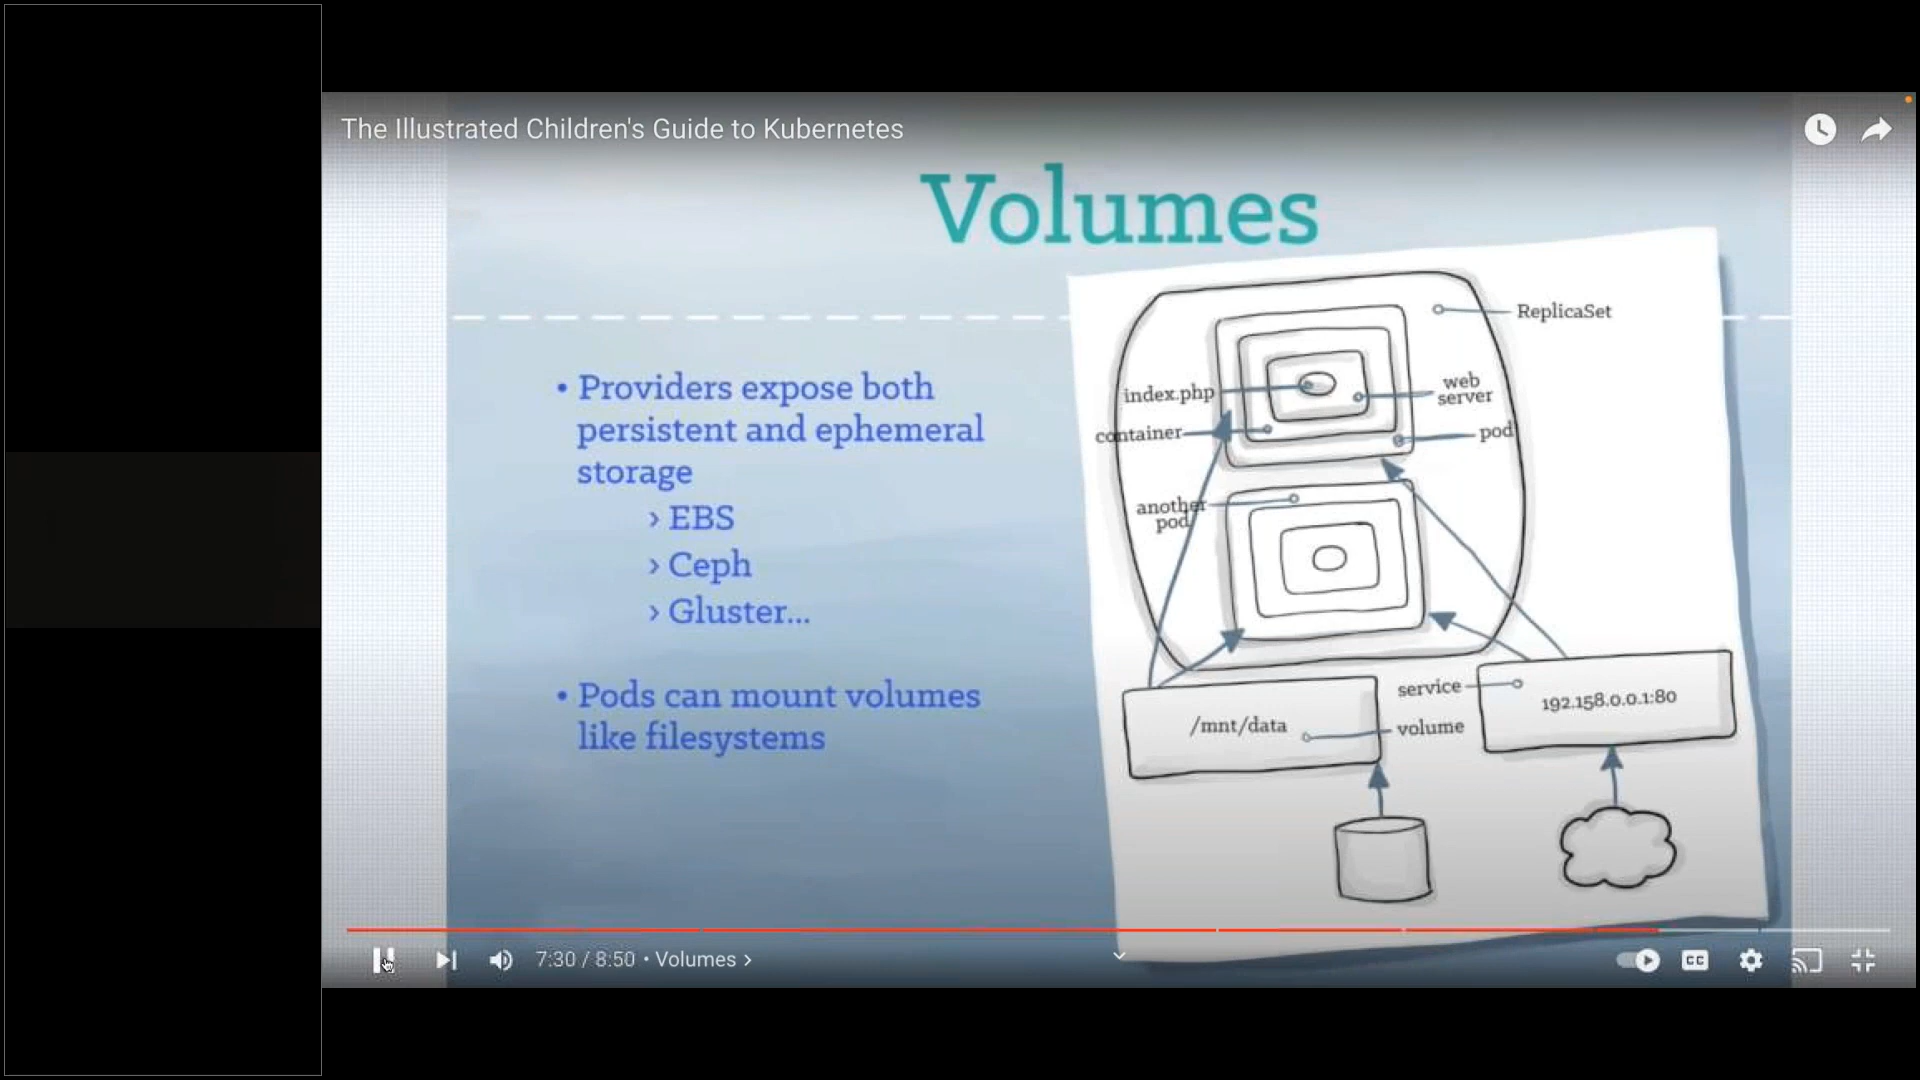 The Illustrated Children's Guide to Kubernetes
Volumes
• Providers expose both
persistent and ephemeral
storage
› EBS
› Ceph
› Gluster...
• Pods can mount volumes
like filesystems
ReplicaSet
index.php
web
server
container
pod
another
pod
service
192.158.0.0.1:80
/mnt/data
volume
7:30 / 8:50 • Volumes ›
CC